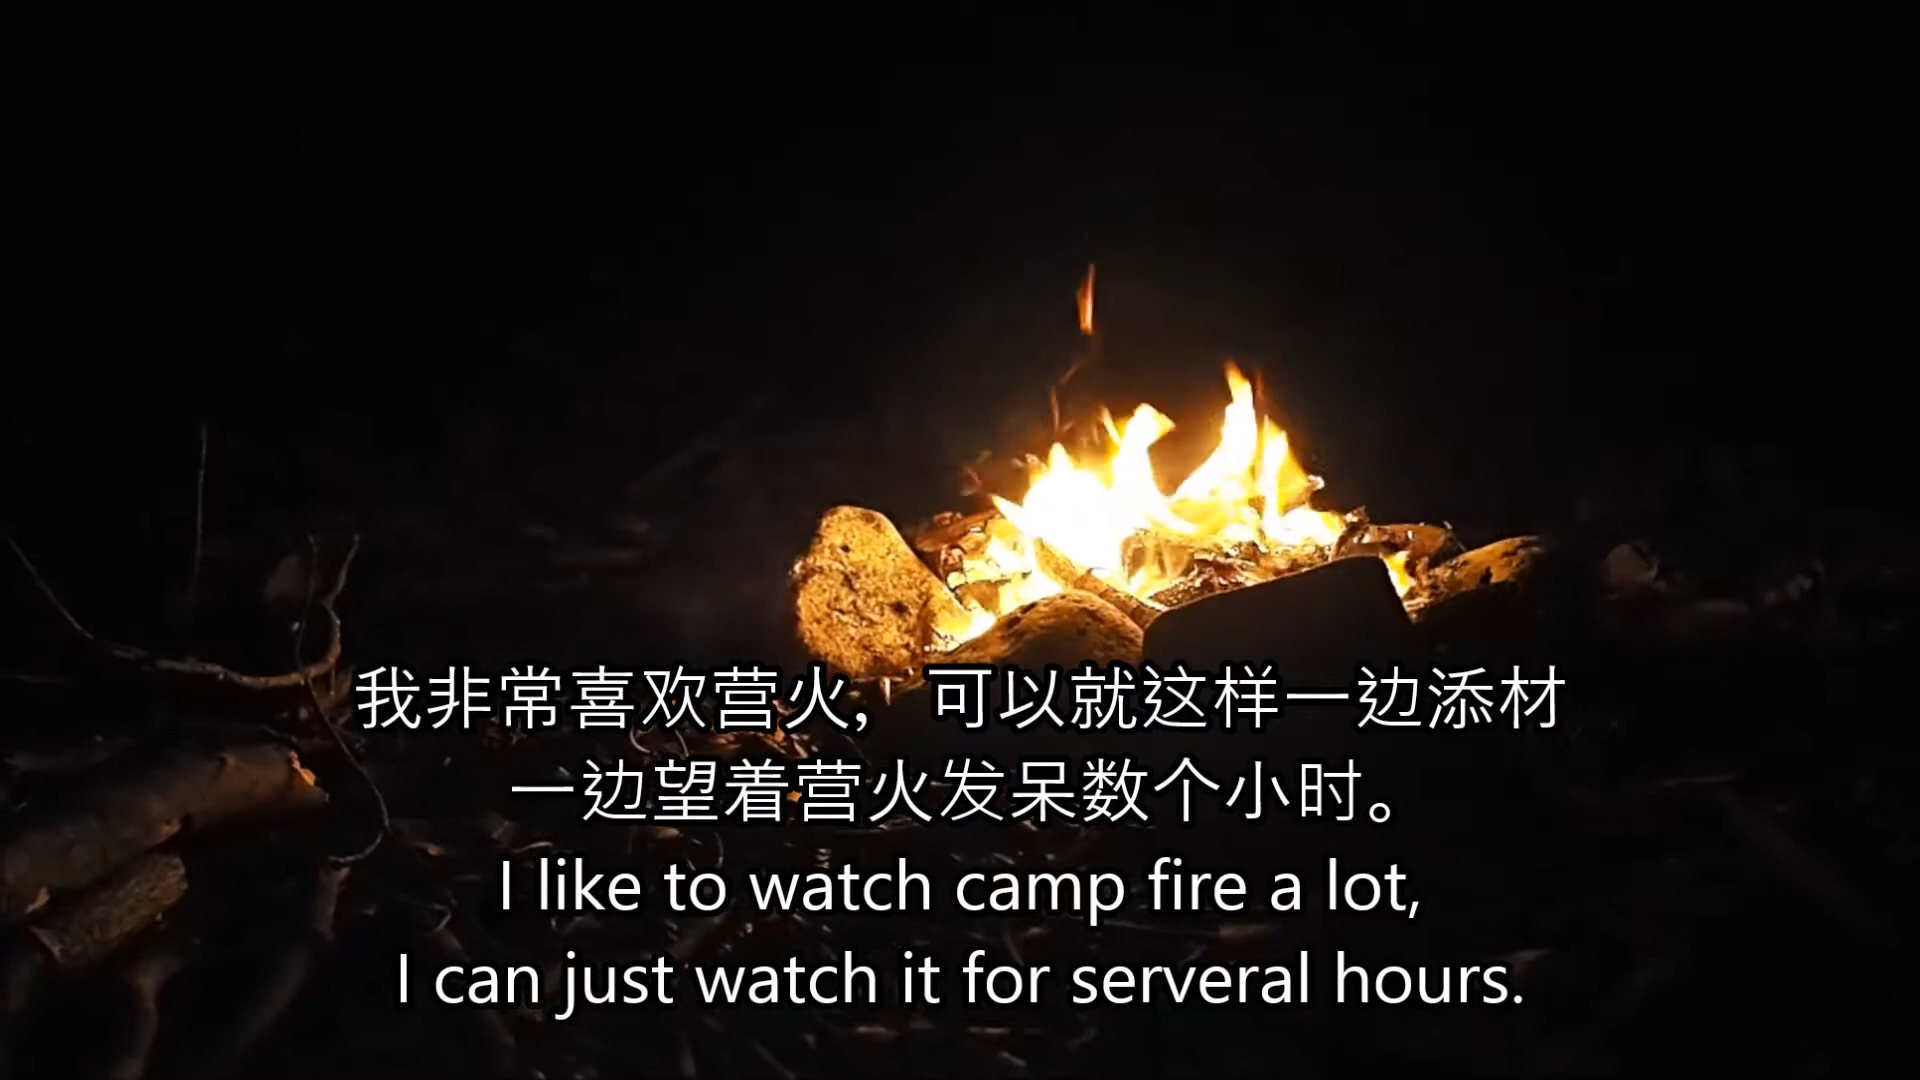 我非常喜欢营火, 可以就这样一边添材
一边望着营火发呆数个小时。
I like to watch camp fire a lot,
I can just watch it for serveral hours.